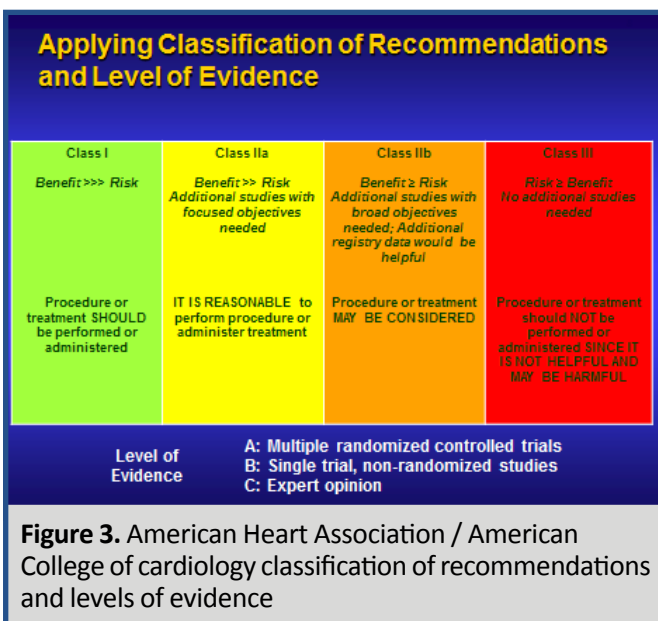 Applying Classification of Recommendations
and Level of Evidence
Class I
Benefit >>> Risk
Procedure or
treatment SHOULD
be performed or
administered
Class IIa
Benefit >> Risk
Additional studies with
focused objectives
needed
IT IS REASONABLE to
perform procedure or
administer treatment
Class IIb
Benefit ≥ Risk
Additional studies with
broad objectives
needed; Additional
registry data would be
helpful
Procedure or treatment
MAY BE CONSIDERED
Class III
Risk ≥ Benefit
No additional studies
needed
Procedure or treatment
should NOT be
performed or
administered SINCE IT
IS NOT HELPFUL AND
MAY BE HARMFUL
Level of
Evidence
A: Multiple randomized controlled trials
B: Single trial, non-randomized studies
C: Expert opinion
Figure 3. American Heart Association / American
College of cardiology classification of recommendations
and levels of evidence